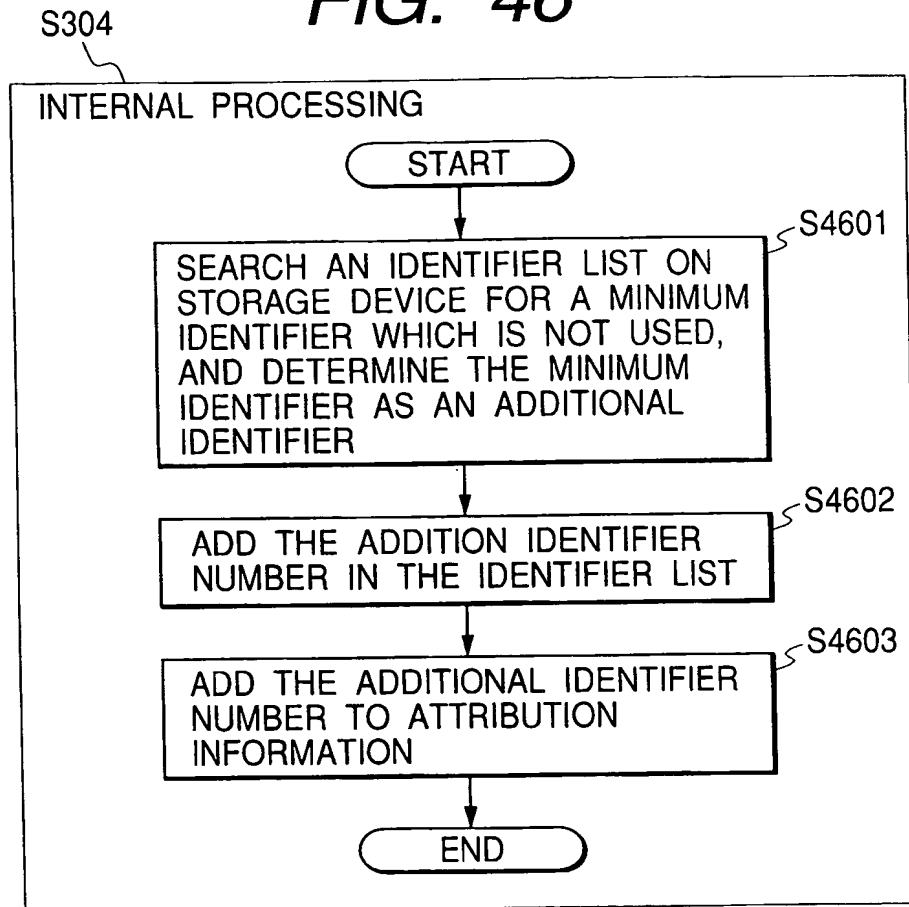 FIG. 46
S304
INTERNAL PROCESSING
START
S4601
SEARCH AN IDENTIFIER LIST ON
STORAGE DEVICE FOR A MINIMUM
IDENTIFIER WHICH IS NOT USED,
AND DETERMINE THE MINIMUM
IDENTIFIER AS AN ADDITIONAL
IDENTIFIER
S4602
ADD THE ADDITION IDENTIFIER
NUMBER IN THE IDENTIFIER LIST
S4603
ADD THE ADDITIONAL IDENTIFIER
NUMBER TO ATTRIBUTION
INFORMATION
END